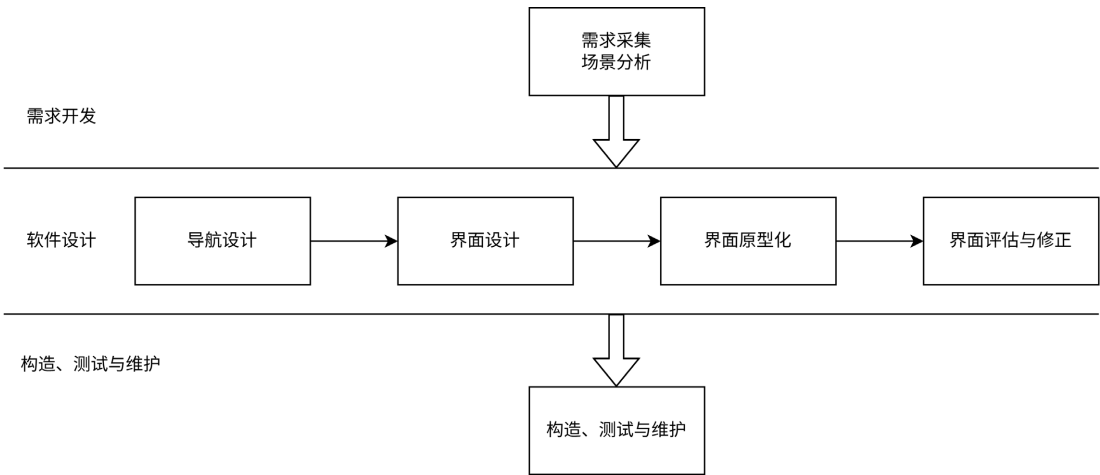 需求采集
场景分析
需求开发
软件设计
导航设计
界面设计
界面原型化
界面评估与修正
构造、测试与维护
构造、测试与维护